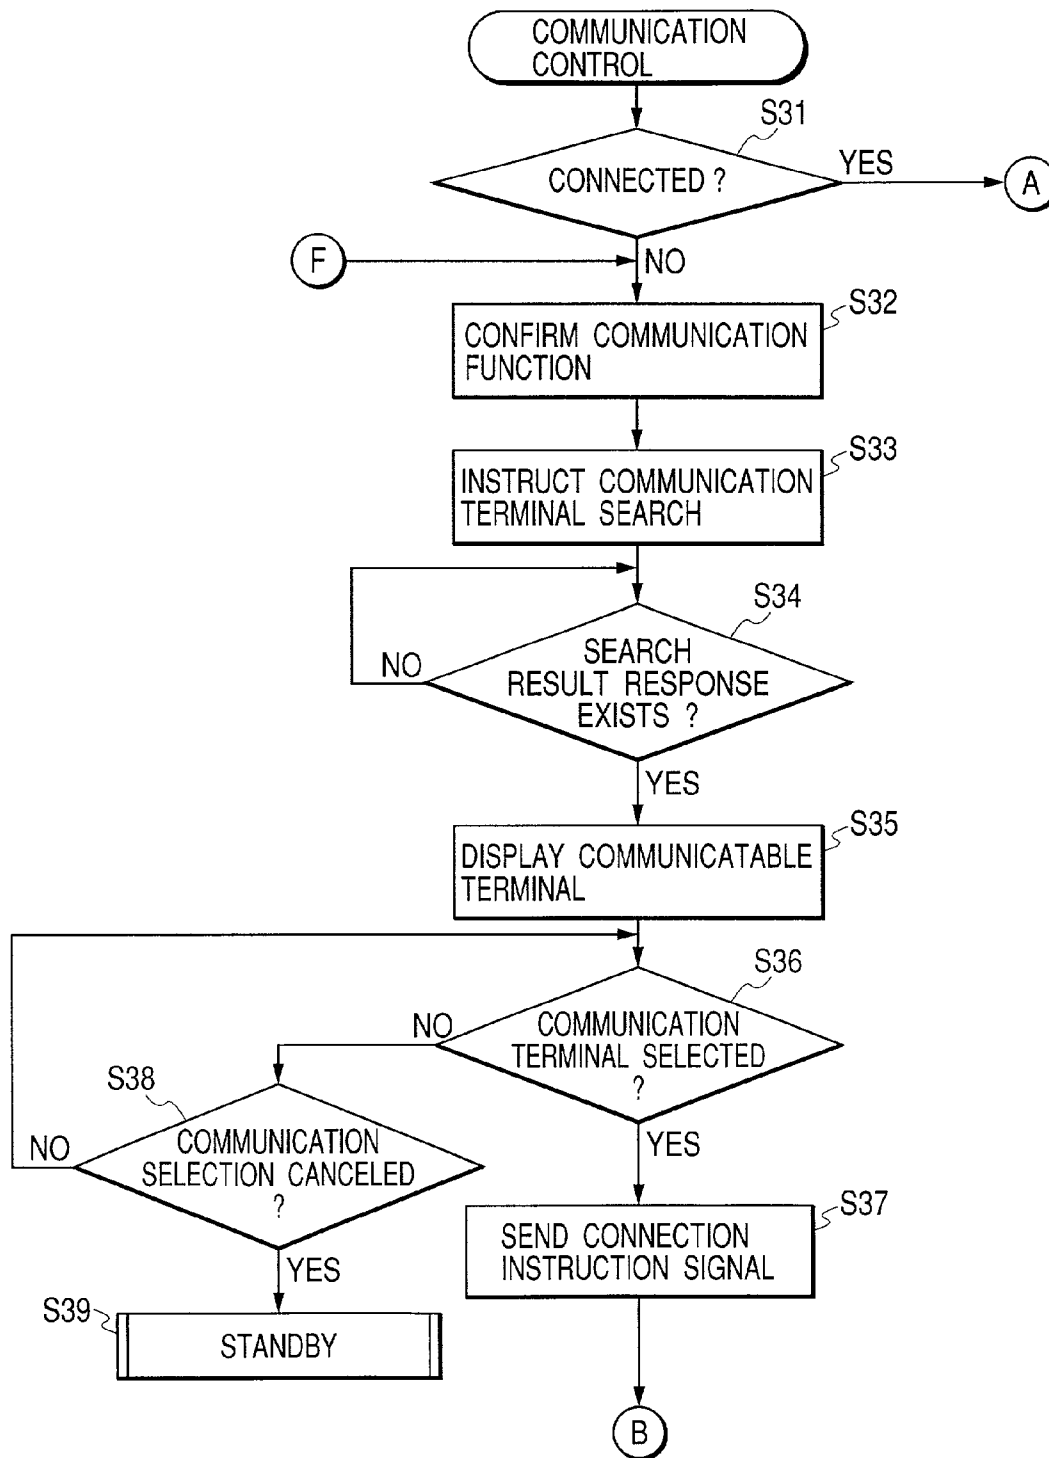 COMMUNICATION
CONTROL
S31
CONNECTED ?
YES
A
F
NO
S32
CONFIRM COMMUNICATION
FUNCTION
S33
INSTRUCT COMMUNICATION
TERMINAL SEARCH
S34
SEARCH
RESULT RESPONSE
EXISTS ?
NO
YES
S35
DISPLAY COMMUNICATABLE
TERMINAL
S36
COMMUNICATION
TERMINAL SELECTED
?
NO
S38
COMMUNICATION
SELECTION CANCELED
?
NO
YES
S37
SEND CONNECTION
INSTRUCTION SIGNAL
YES
S39
STANDBY
B